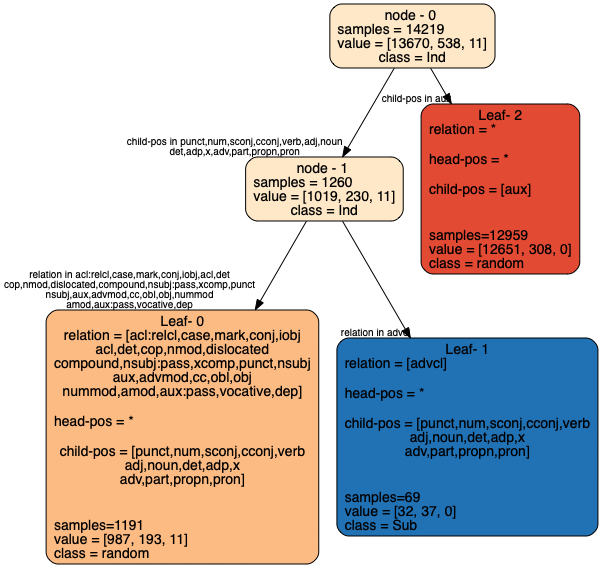 node - 0
samples = 14219
value = [13670, 538, 11]
class = Ind
child-pos in aux
child-pos in punct,num,sconj,cconj,verb,adj,noun
det,adp,x,adv,part,propn,pron
Leaf- 2
relation = *
head-pos = *
child-pos = [aux]
samples=12959
value = [12651, 308, 0]
class = random
node - 1
samples = 1260
value = [1019, 230, 11]
class = Ind
relation in acl:relcl,case,mark,conj,iobj,acl,det
cop,nmod,dislocated,compound,nsubj:pass,xcomp,punct
nsubj,aux,advmod,cc,obl,obj,nummod
amod,aux:pass,vocative,dep
relation in advcl
Leaf- 0
relation = [acl:relcl,case,mark,conj,iobj
acl,det,cop,nmod,dislocated
compound,nsubj:pass,xcomp,punct,nsubj
aux,advmod,cc,obl,obj
nummod,amod,aux:pass,vocative,dep]
head-pos = *
child-pos = [punct,num,sconj,cconj,verb
adj,noun,det,adp,x
adv,part,propn,pron]
samples=1191
value = [987, 193, 11]
class = random
Leaf- 1
relation = [advcl]
head-pos = *
child-pos = [punct,num,sconj,cconj,verb
adj,noun,det,adp,x
adv,part,propn,pron]
samples=69
value = [32, 37, 0]
class = Sub